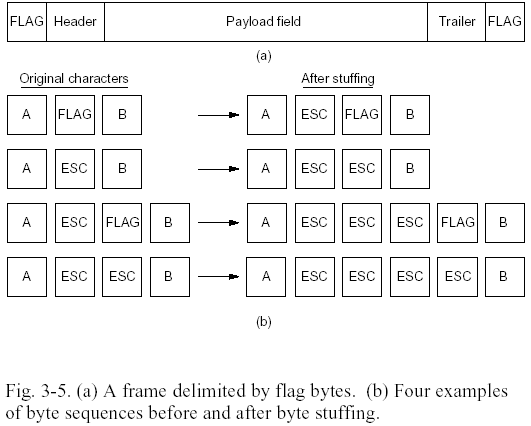 FLAG Header Payload field Trailer FLAG
(a)
Original characters After stuffing
A FLAG B A ESC FLAG B
A ESC B A ESC ESC B
A ESC FLAG B A ESC ESC ESC FLAG B
A ESC ESC B A ESC ESC ESC ESC B
(b)
Fig. 3-5. (a) A frame delimited by flag bytes. (b) Four examples
of byte sequences before and after byte stuffing.